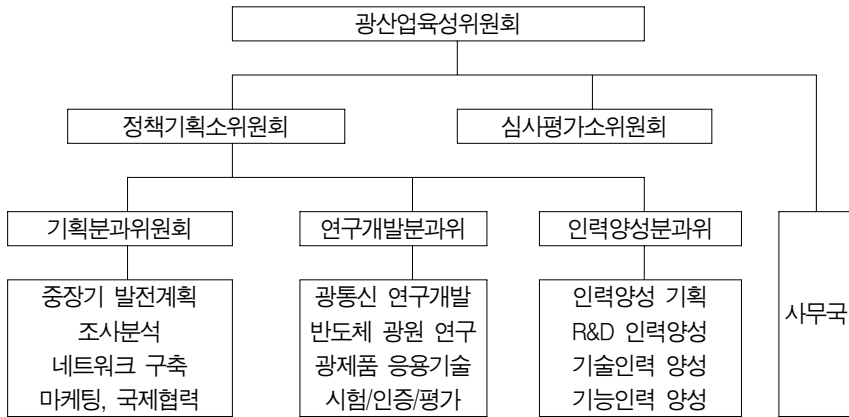 광산업육성위원회
정책기획소위원회
심사평가소위원회
기획분과위원회
연구개발분과위
인력양성분과위
중장기 발전계획
조사분석
네트워크 구축
마케팅, 국제협력
광통신 연구개발
반도체 광원 연구
광제품 응용기술
시험/인증/평가
인력양성 기획
R&D 인력양성
기술인력 양성
기능인력 양성
사무국